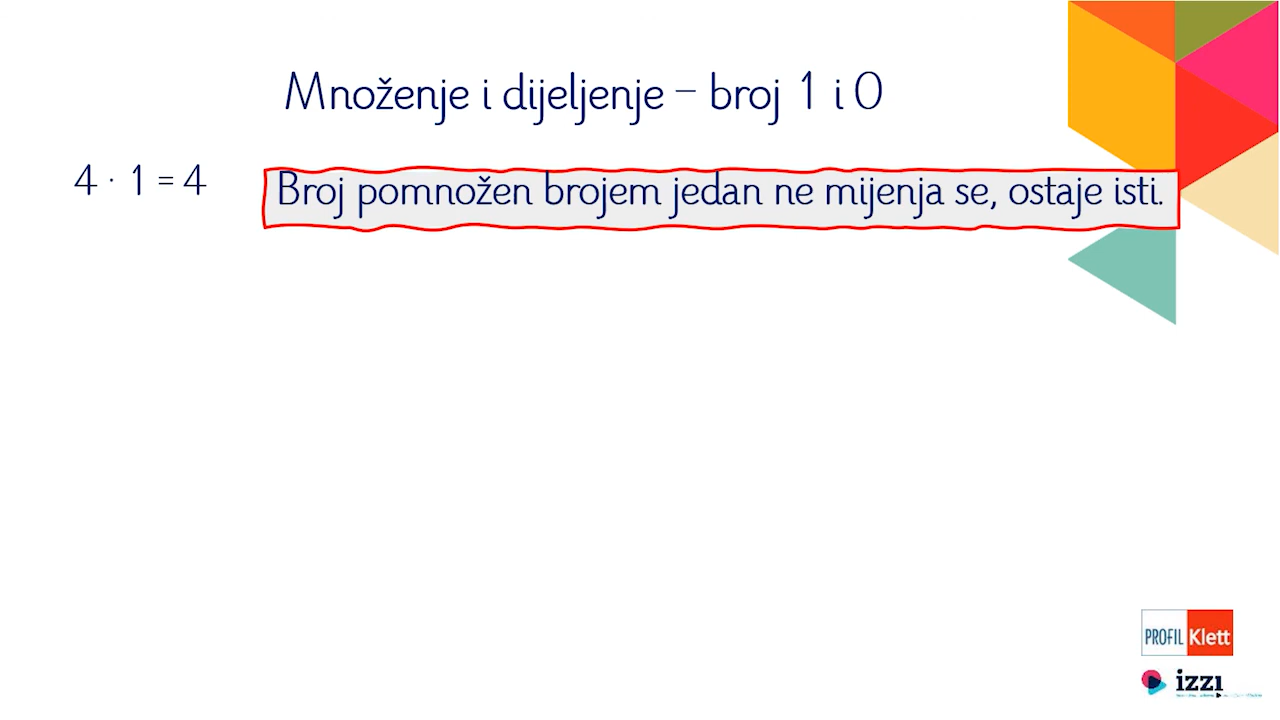 Množenje i dijeljenje – broj 1 i 0
4 · 1 = 4
Broj pomnožen brojem jedan ne mijenja se, ostaje isti.
PROFIL Klett
izzi